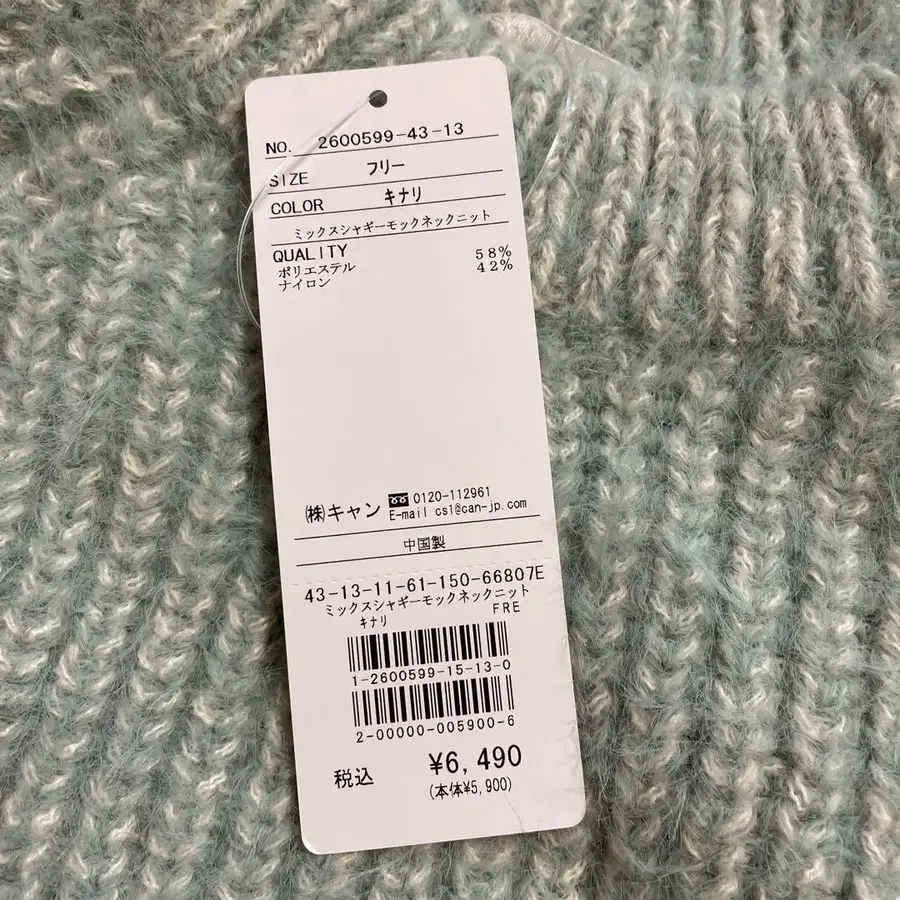 NO. 2600599-43-13
SIZE フリー
COLOR キナリ
ミックスシャギーモックネックニット
QUALITY
ポリエステル 58%
ナイロン 42%
(株)キャン 0120-112961
E-mail cs1@can-jp.com
中国製
43-13-11-61-150-66807E
ミックスシャギーモックネックニット
キナリ FRE
1-2600599-15-13-0
2-00000-005900-6
税込 ¥6,490
(本体¥5,900)